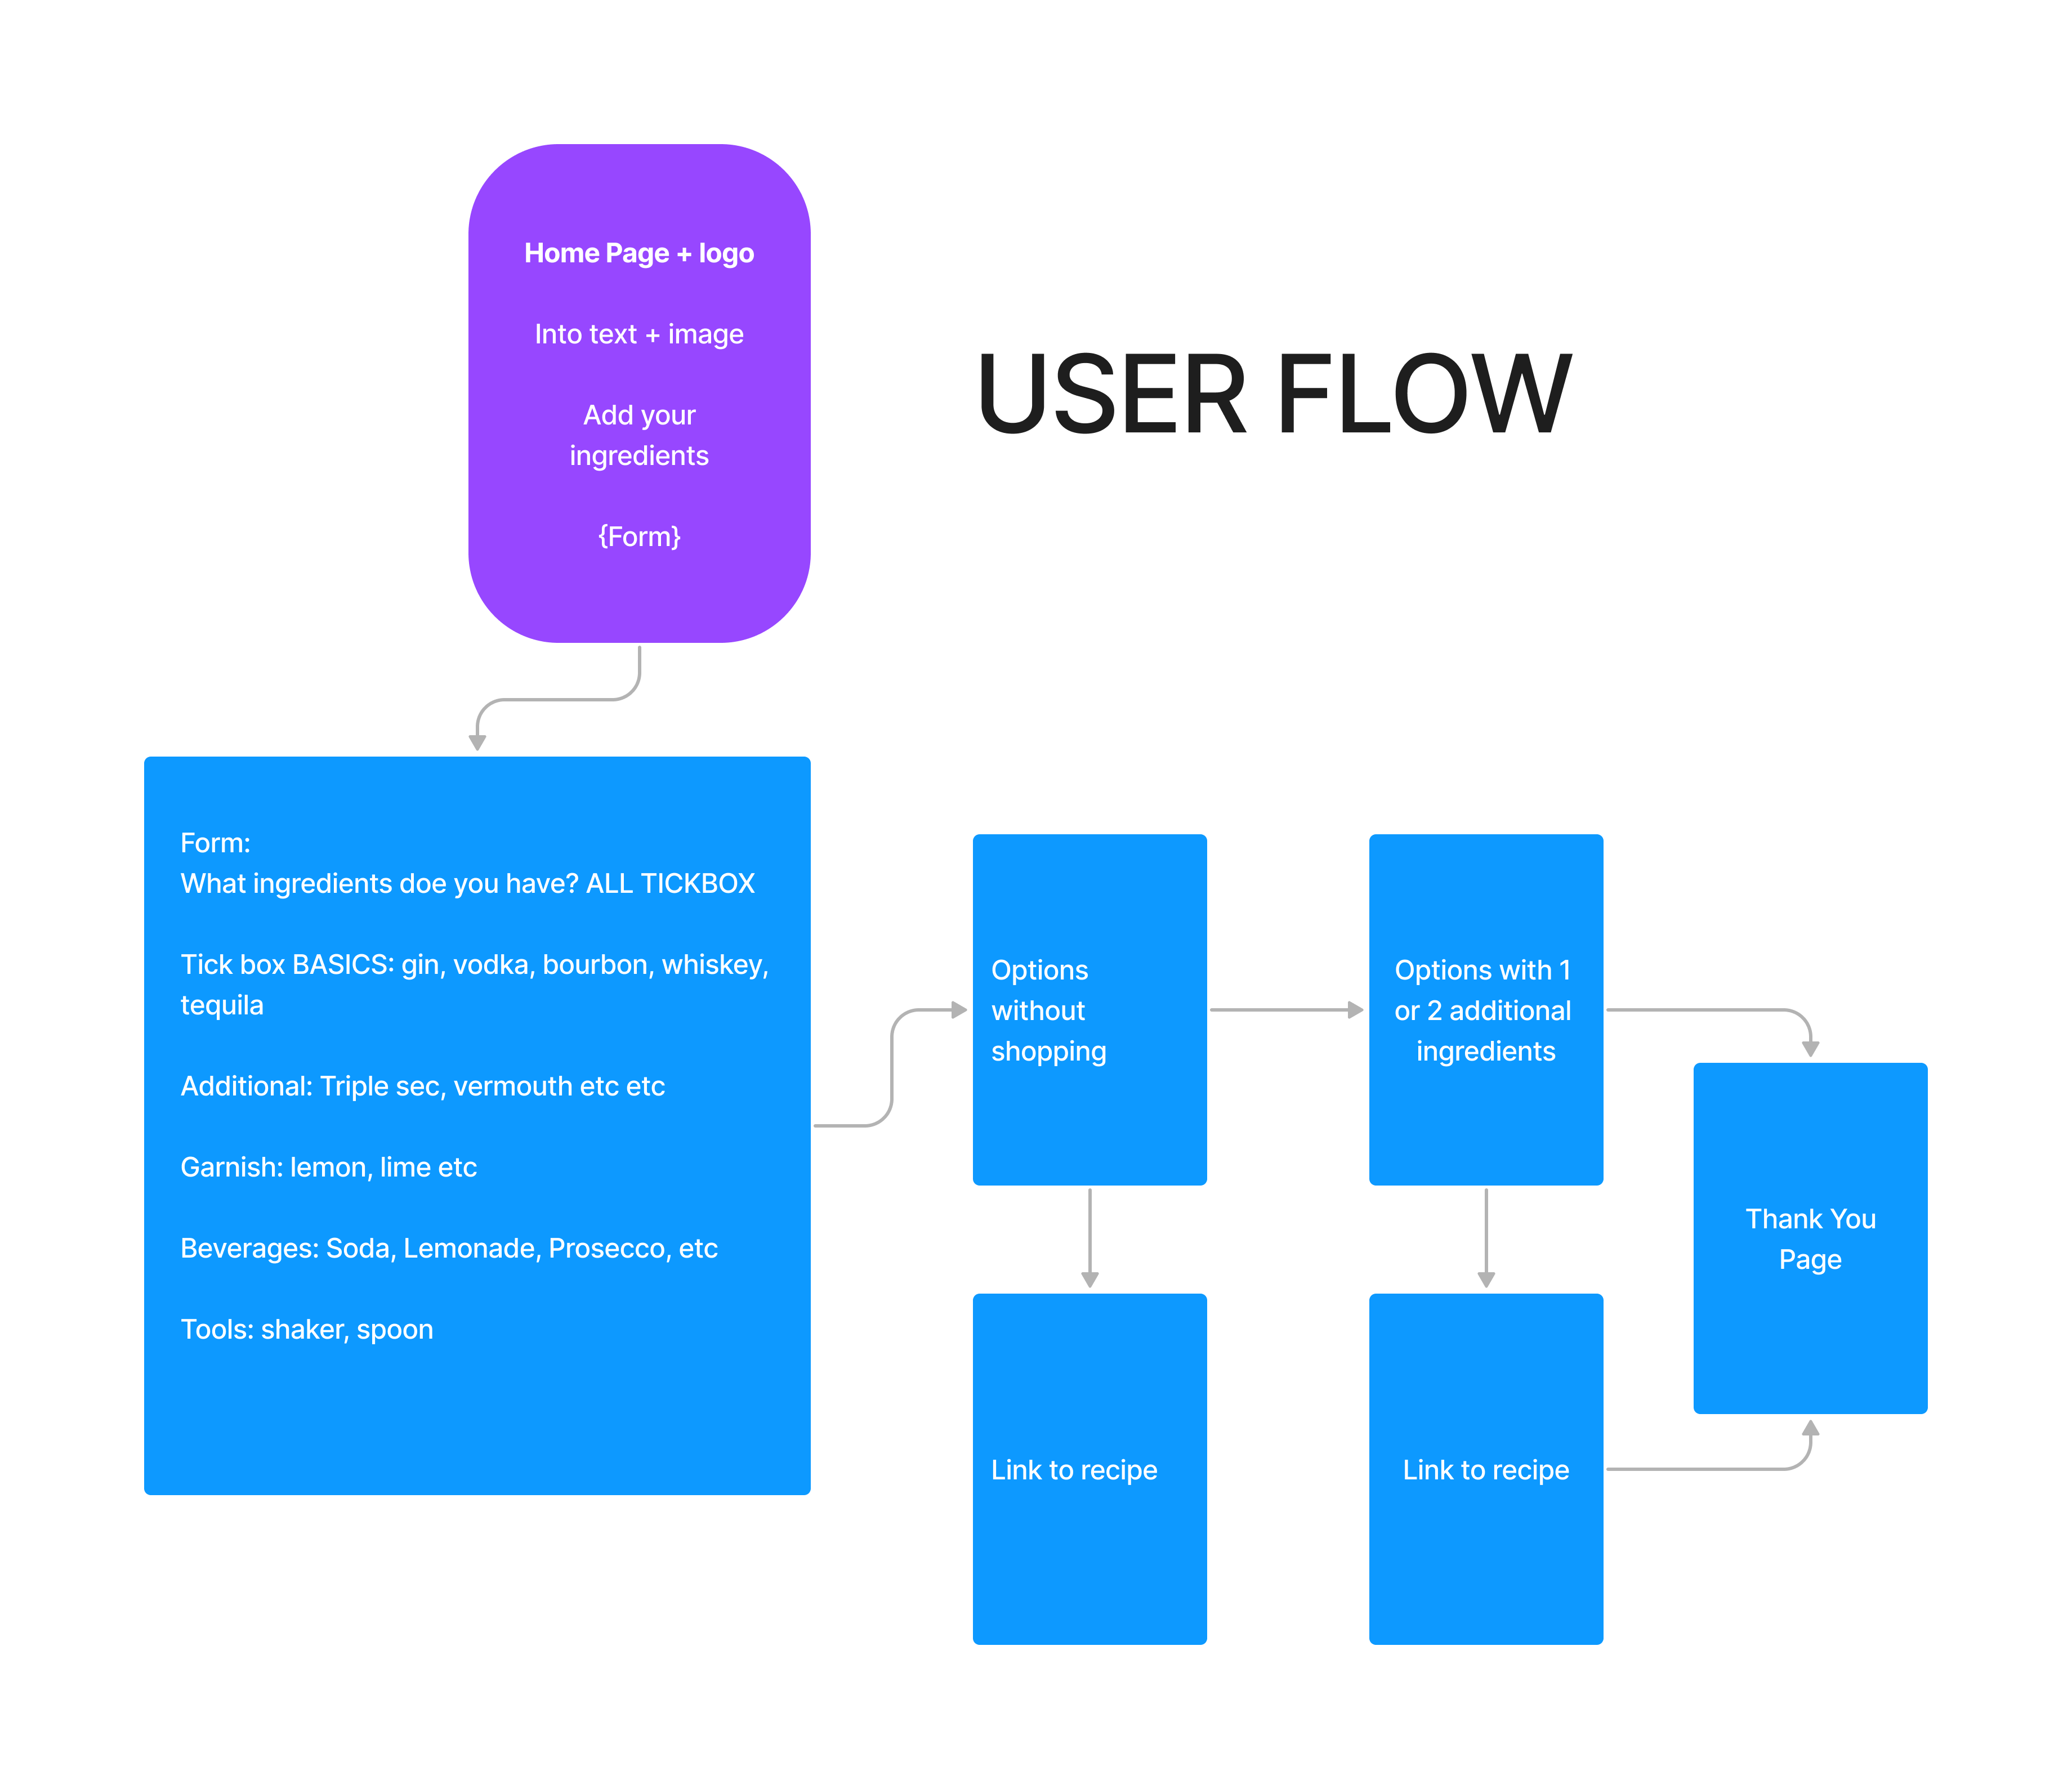 Home Page + logo
Into text + image
Add your
ingredients
{Form}
USER FLOW
Form:
What ingredients doe you have? ALL TICKBOX
Tick box BASICS: gin, vodka, bourbon, whiskey,
tequila
Additional: Triple sec, vermouth etc etc
Garnish: lemon, lime etc
Beverages: Soda, Lemonade, Prosecco, etc
Tools: shaker, spoon
Options
without
shopping
Options with 1
or 2 additional
ingredients
Thank You
Page
Link to recipe
Link to recipe